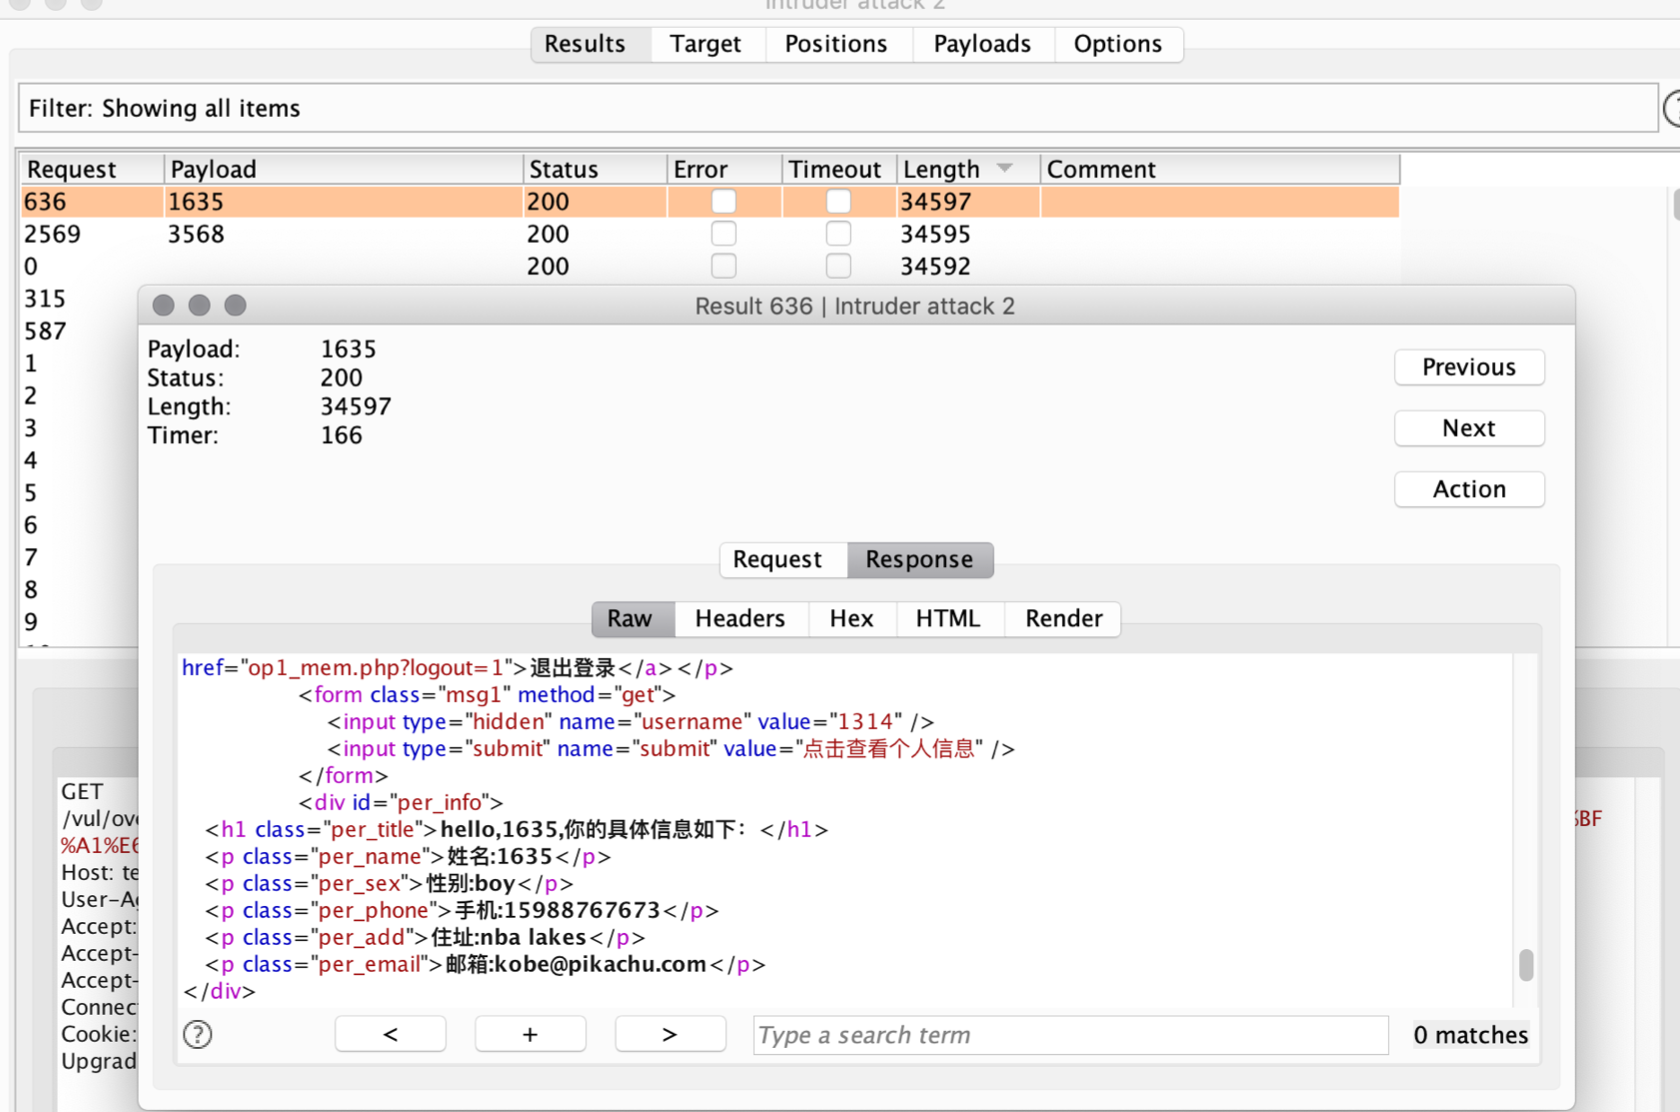 Intruder attack 2
Results Target Positions Payloads Options
Filter: Showing all items
Request Payload Status Error Timeout Length Comment
636 1635 200 34597
2569 3568 200 34595
0 200 34592
315
587
1
2
3
4
5
6
7
8
9
Result 636 | Intruder attack 2
Payload: 1635
Status: 200
Length: 34597
Timer: 166
Previous
Next
Action
Request Response
Raw Headers Hex HTML Render
href="op1_mem.php?logout=1">退出登录</a></p>
<form class="msg1" method="get">
<input type="hidden" name="username" value="1314" />
<input type="submit" name="submit" value="点击查看个人信息" />
</form>
<div id="per_info">
<h1 class="per_title">hello,1635,你的具体信息如下：</h1>
<p class="per_name">姓名:1635</p>
<p class="per_sex">性别:boy</p>
<p class="per_phone">手机:15988767673</p>
<p class="per_add">住址:nba lakes</p>
<p class="per_email">邮箱:kobe@pikachu.com</p>
</div>
? < + > Type a search term 0 matches
GET
/vul/ov
%BF
%A1%E6
Host: te
User-Ag
Accept:
Accept-
Accept-
Connec
Cookie:
Upgrad